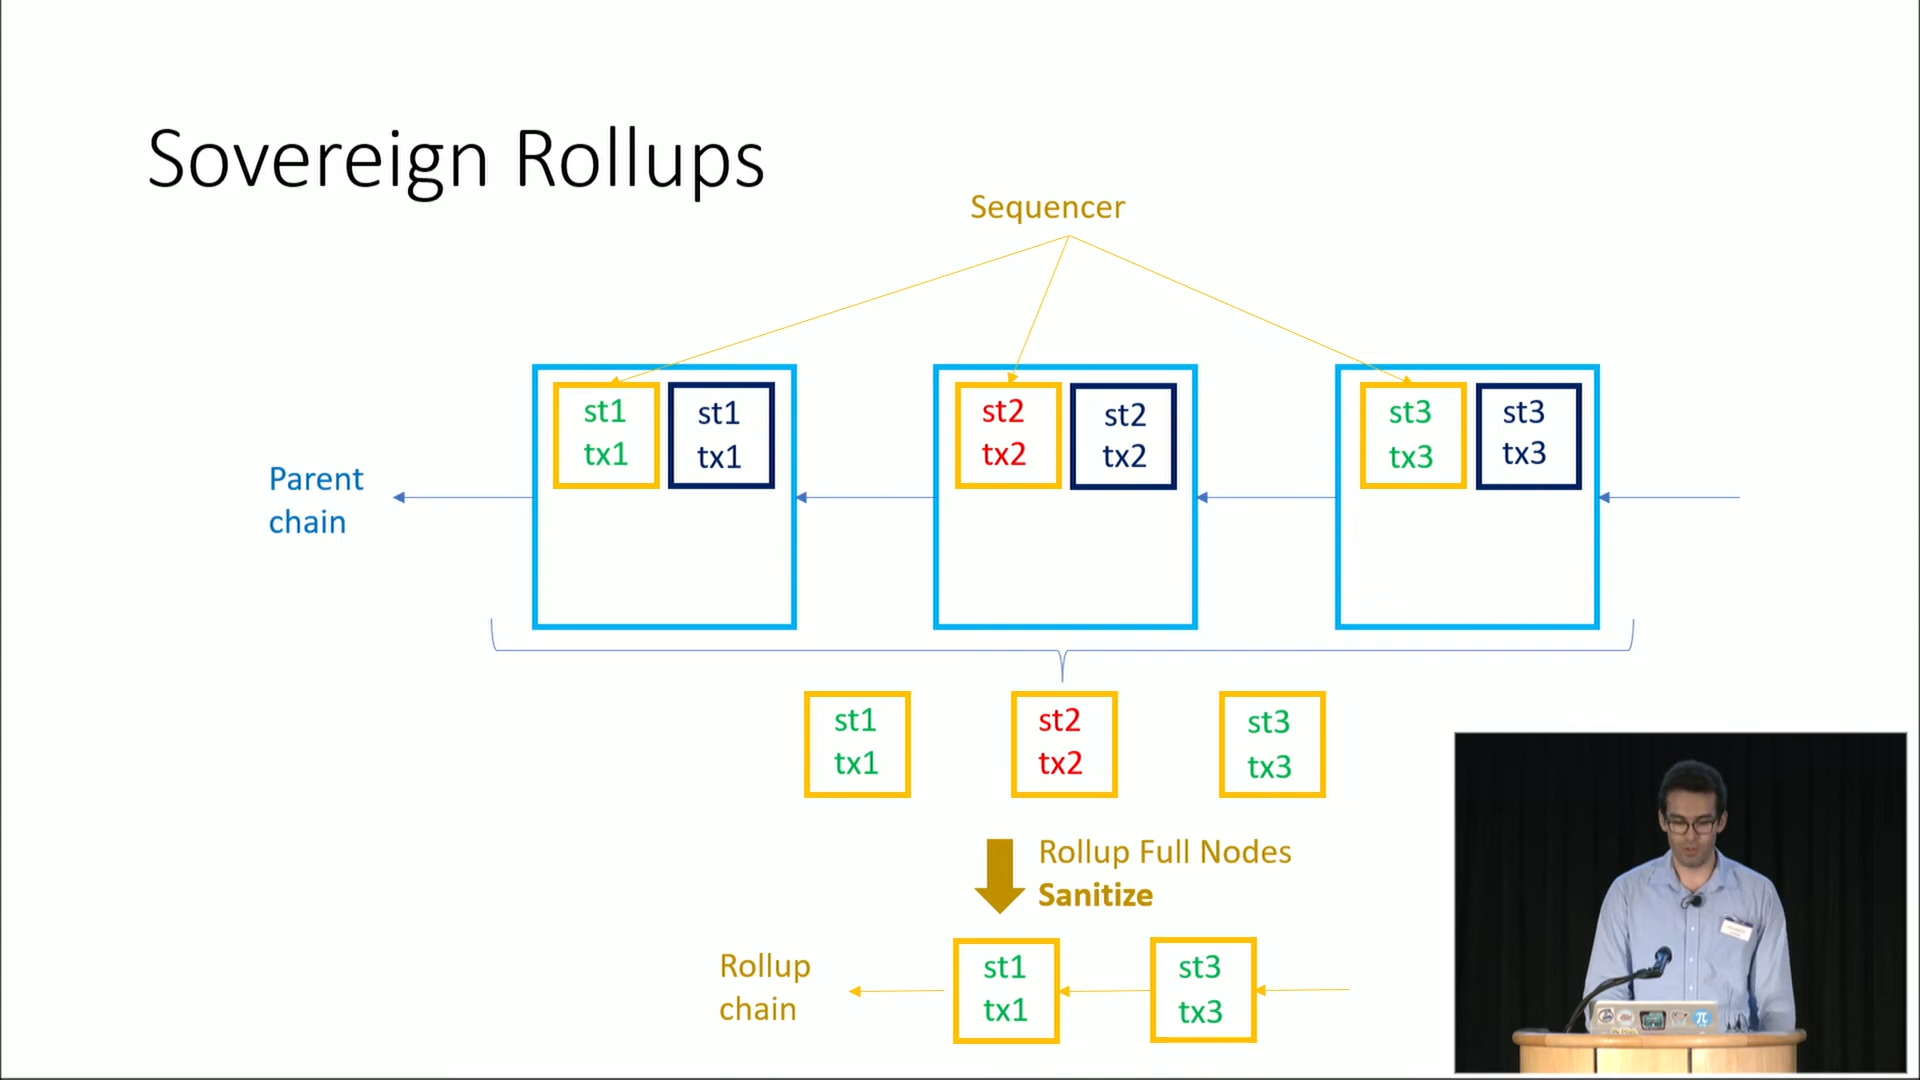 Sovereign Rollups
Sequencer
st1
tx1
st1
tx1
st2
tx2
st2
tx2
st3
tx3
st3
tx3
Parent
chain
st1
tx1
st2
tx2
st3
tx3
Rollup Full Nodes
Sanitize
Rollup
chain
st1
tx1
st3
tx3
π